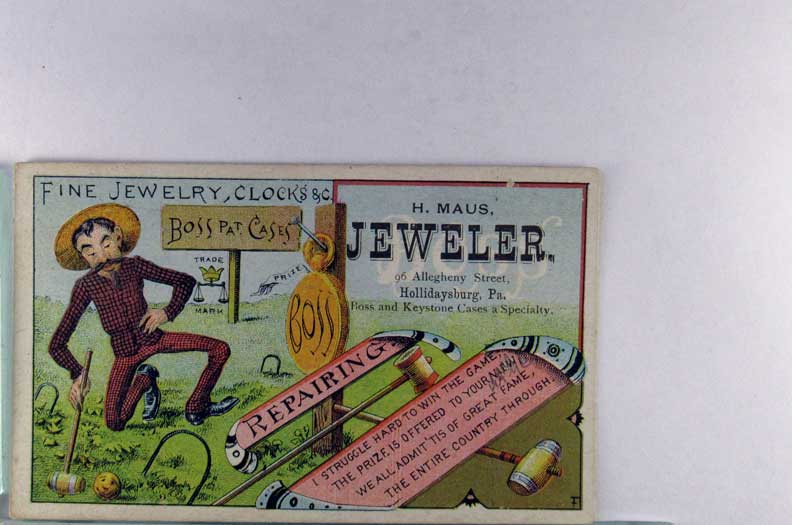 FINE JEWELRY, CLOCKS &C.
BOSS PAT. CASES
TRADE
MARK
PRIZE
BOSS
H. MAUS,
JEWELER,
96 Allegheny Street,
Hollidaysburg, Pa.
Boss and Keystone Cases a Specialty.
REPAIRING.
I STRUGGLE HARD TO WIN THE GAME,
THE PRIZE IS OFFERED TO YOUR VIEW
WE ALL ADMIT 'TIS OF GREAT FAME,
THE ENTIRE COUNTRY THROUGH.